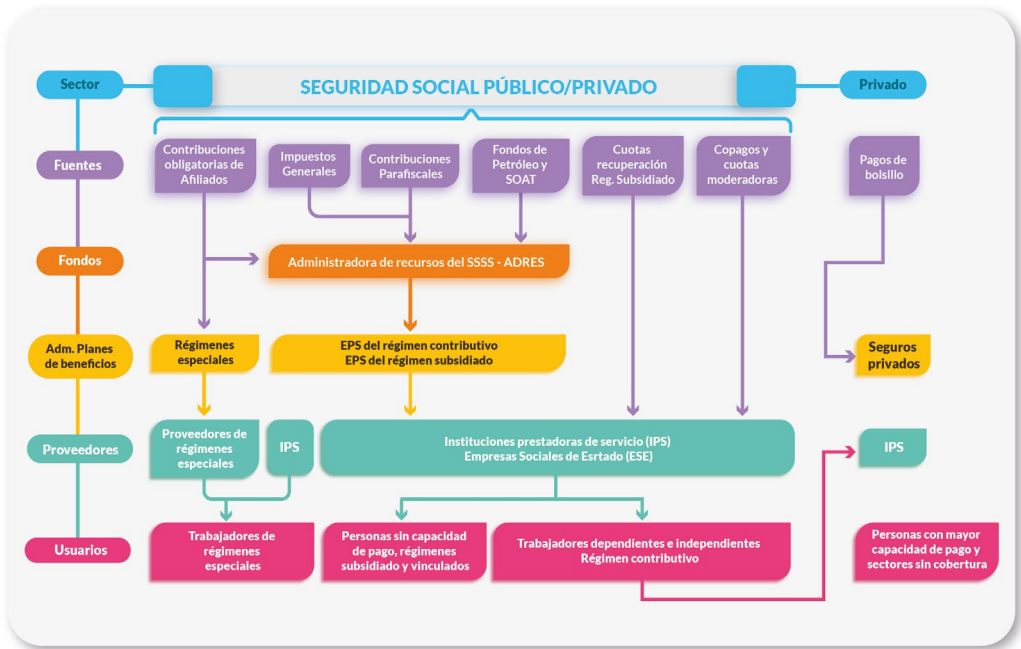 Sector
SEGURIDAD SOCIAL PÚBLICO/PRIVADO
Privado
Fuentes
Contribuciones
obligatorias de
Afiliados
Impuestos
Generales
Contribuciones
Parafiscales
Fondos de
Petróleo y
SOAT
Cuotas
recuperación
Reg. Subsidiado
Copagos y
cuotas
moderadoras
Pagos de
bolsillo
Fondos
Administradora de recursos del SSSS - ADRES
Adm. Planes
de beneficios
Régimenes
especiales
EPS del régimen contributivo
EPS del régimen subsidiado
Seguros
privados
Proveedores
Proveedores de
régimenes
especiales
IPS
Instituciones prestadoras de servicio (IPS)
Empresas Sociales de Esrtado (ESE)
IPS
Usuarios
Trabajadores de
régimenes
especiales
Personas sin capacidad
de pago, régimenes
subsidiado y vinculados
Trabajadores dependientes e independientes
Régimen contributivo
Personas con mayor
capacidad de pago y
sectores sin cobertura